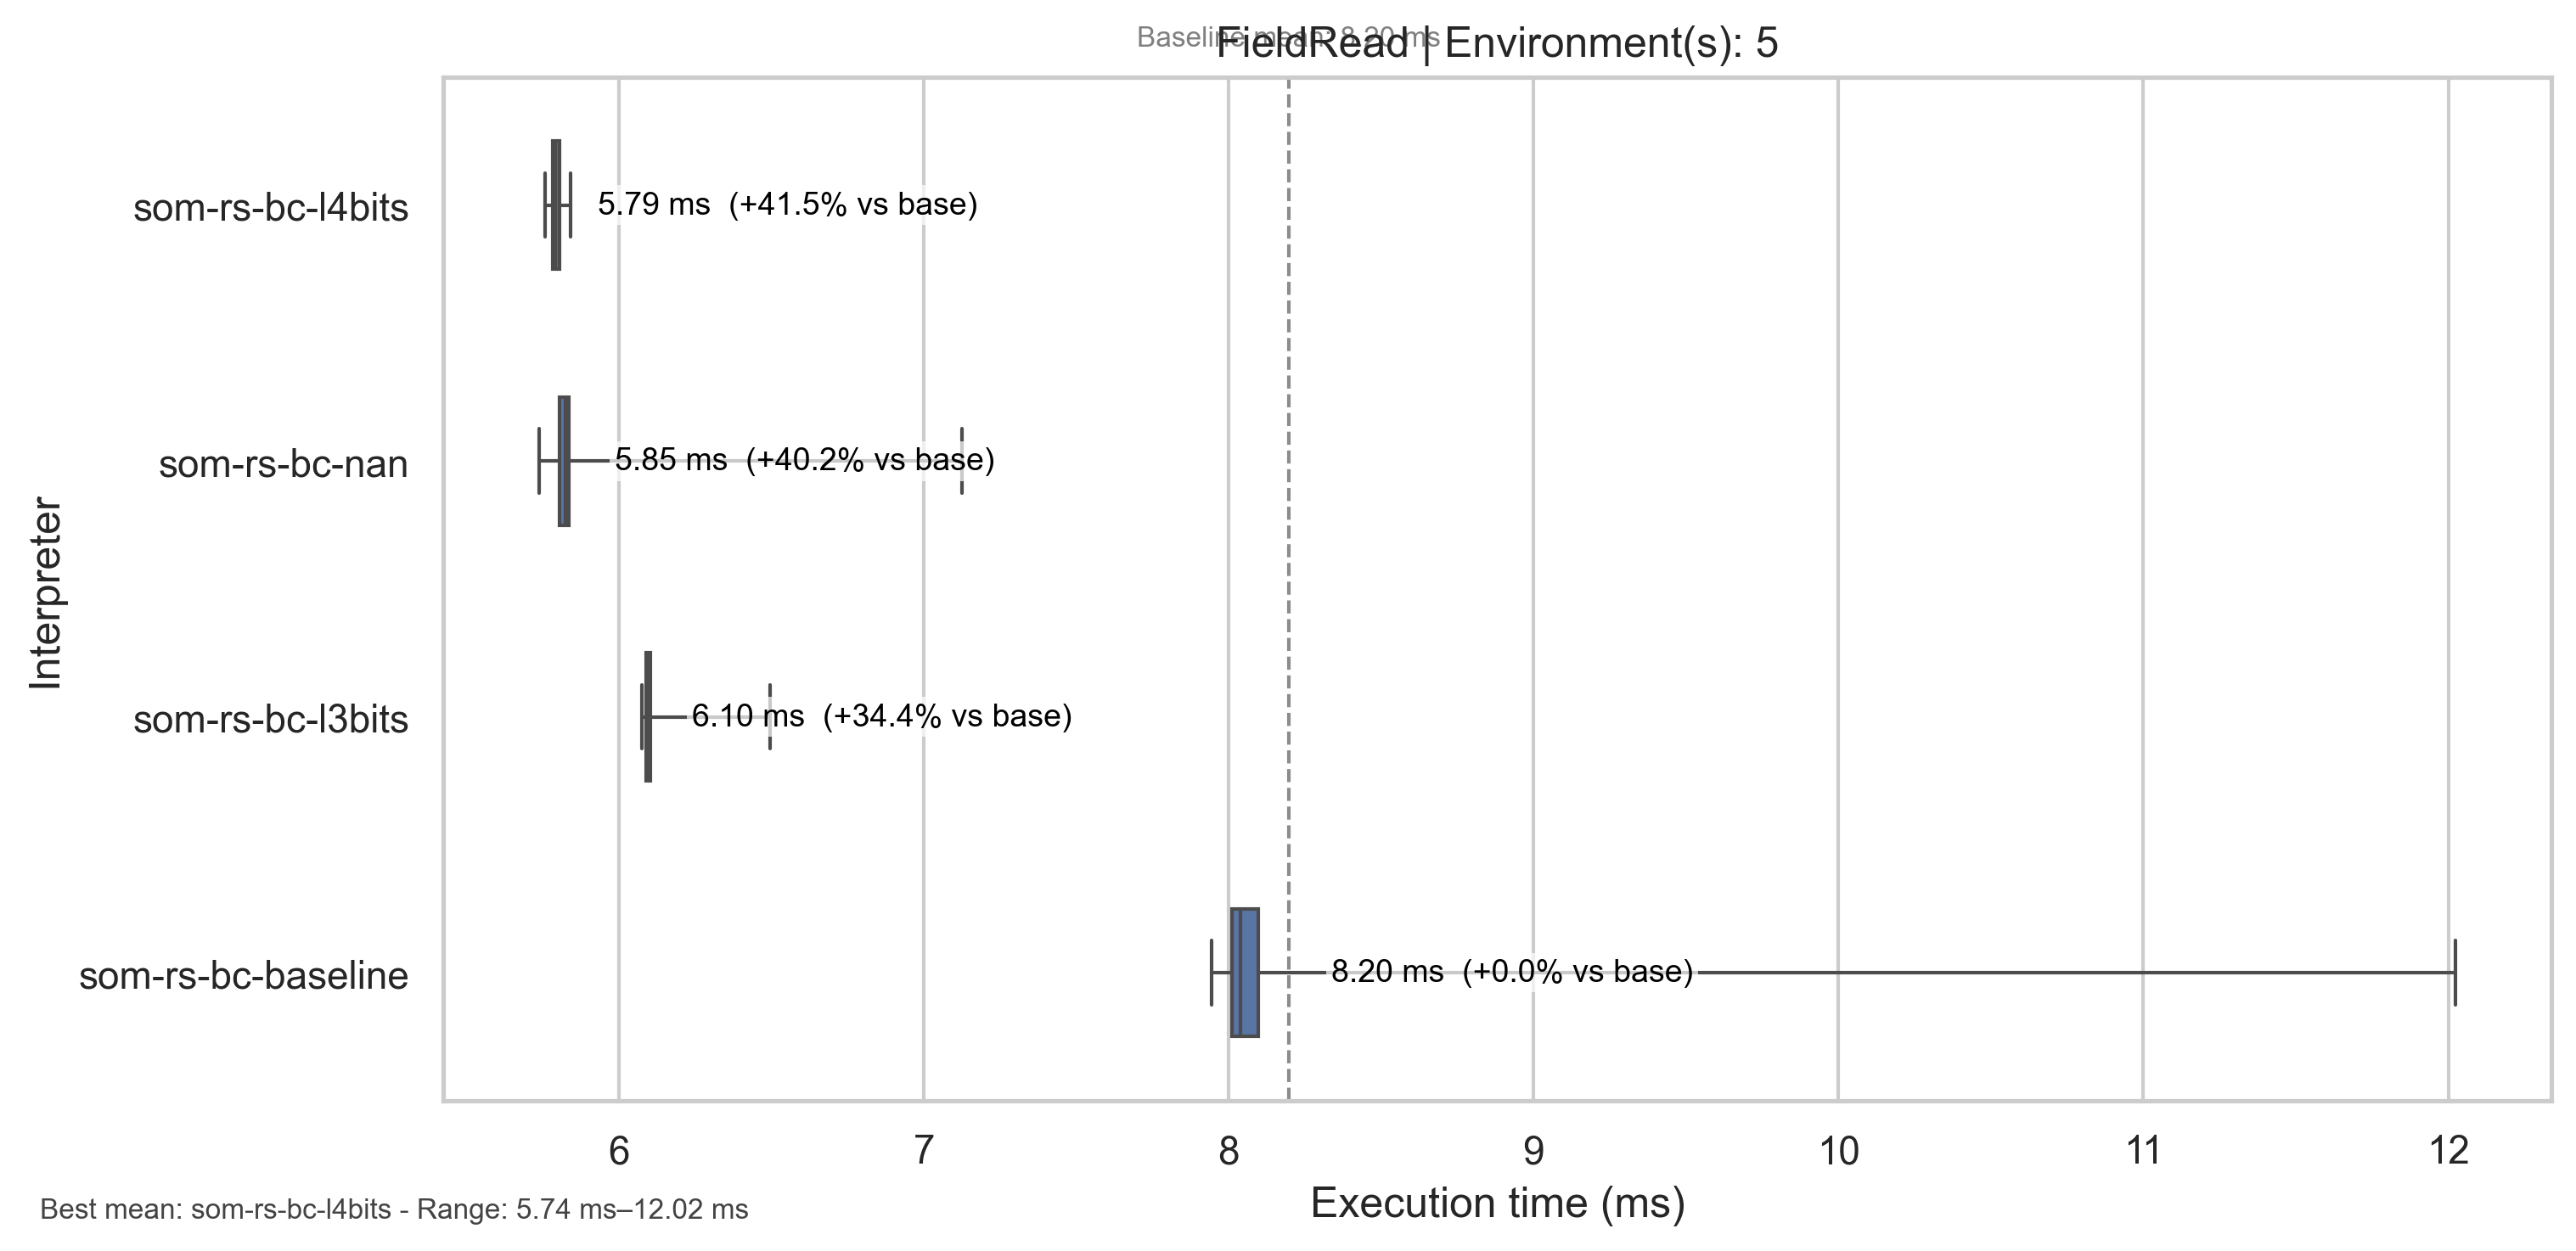 Baseline mean: 8.20 ms
FieldRead | Environment(s): 5
Interpreter
som-rs-bc-l4bits
5.79 ms (+41.5% vs base)
som-rs-bc-nan
5.85 ms (+40.2% vs base)
som-rs-bc-l3bits
6.10 ms (+34.4% vs base)
som-rs-bc-baseline
8.20 ms (+0.0% vs base)
6 7 8 9 10 11 12
Execution time (ms)
Best mean: som-rs-bc-l4bits - Range: 5.74 ms–12.02 ms